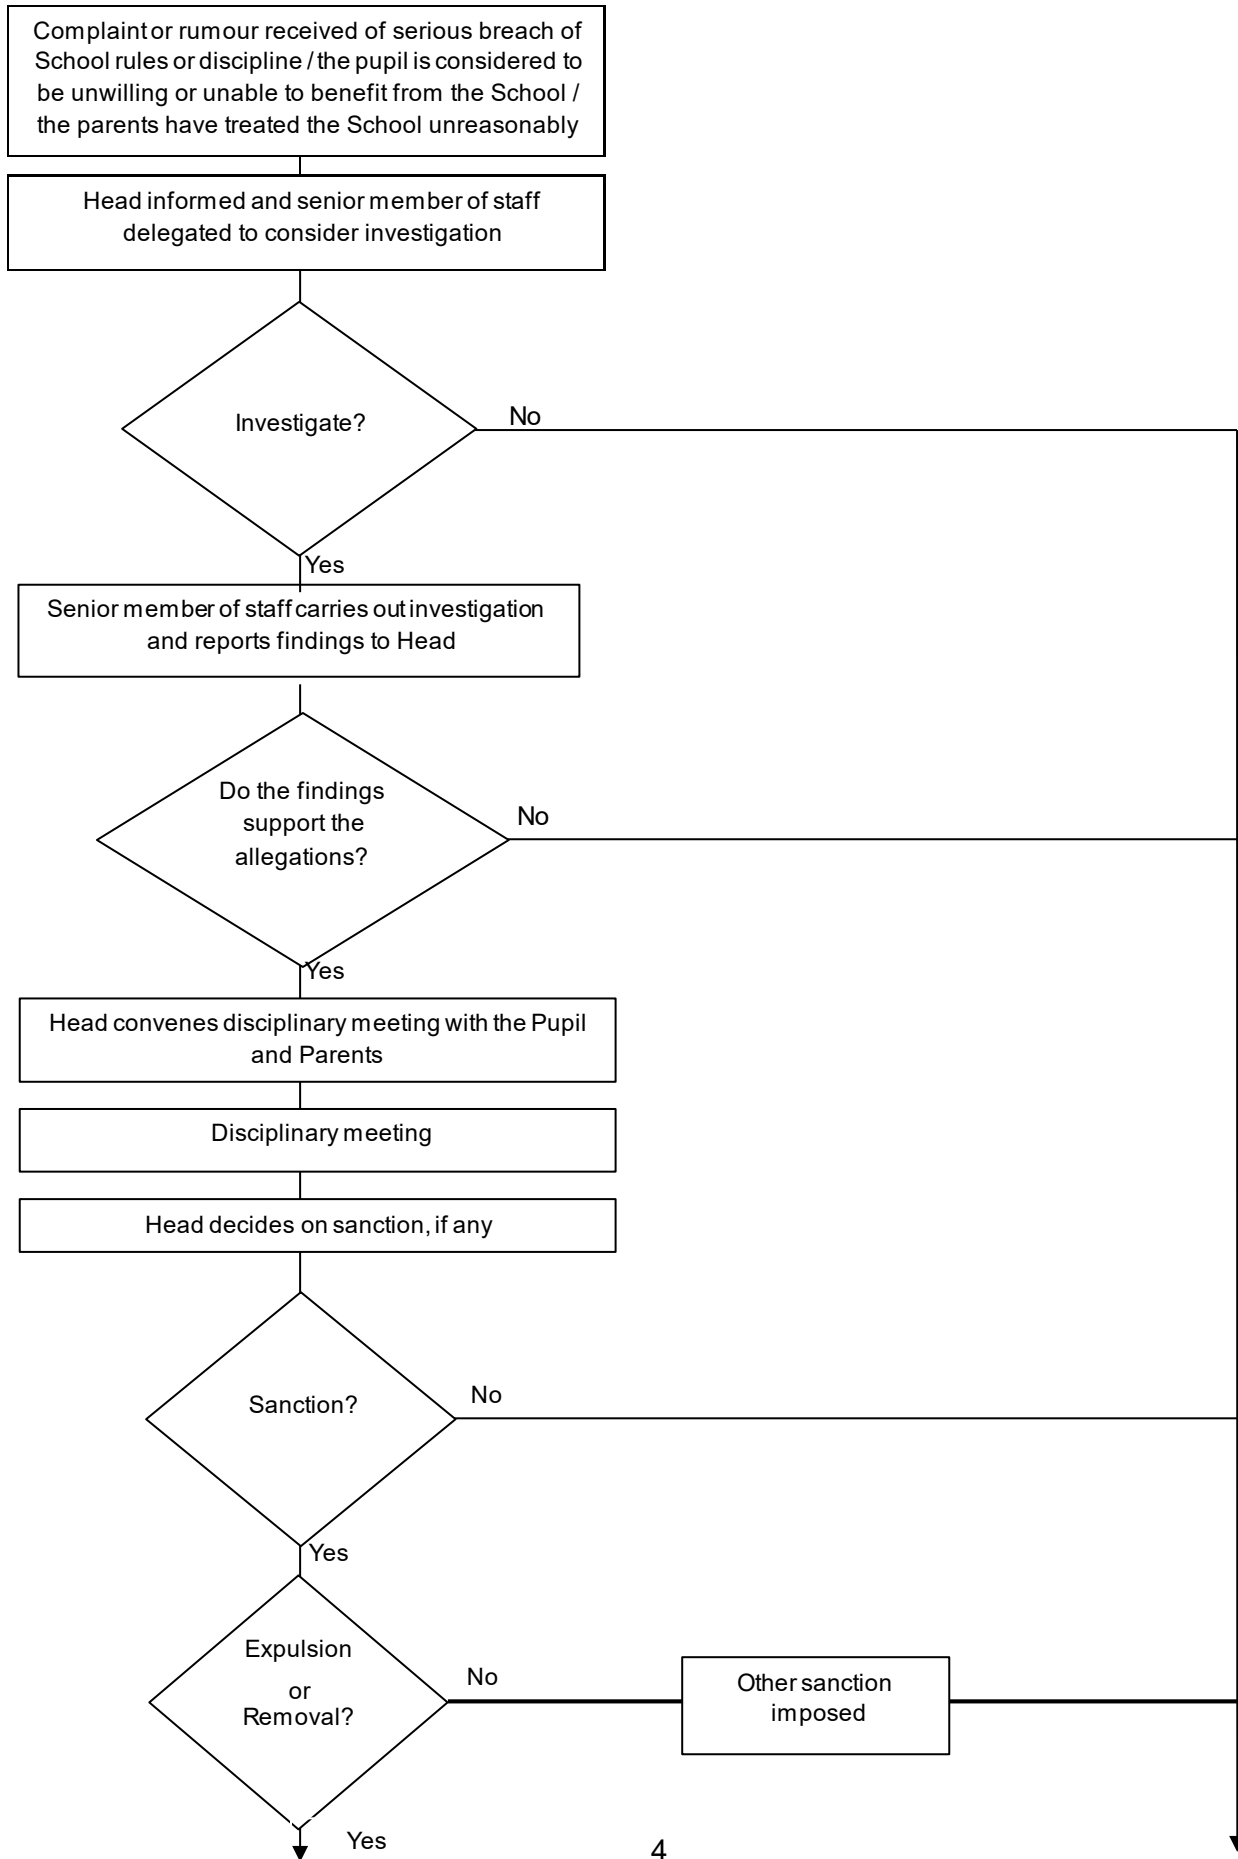 Complaint or rumour received of serious breach of
School rules or discipline / the pupil is considered to
be unwilling or unable to benefit from the School /
the parents have treated the School unreasonably
Head informed and senior member of staff
delegated to consider investigation
Investigate?
No
Yes
Senior member of staff carries out investigation
and reports findings to Head
Do the findings
support the
allegations?
No
Yes
Head convenes disciplinary meeting with the Pupil
and Parents
Disciplinary meeting
Head decides on sanction, if any
Sanction?
No
Yes
Expulsion
or
Removal?
No
Other sanction
imposed
Yes
4